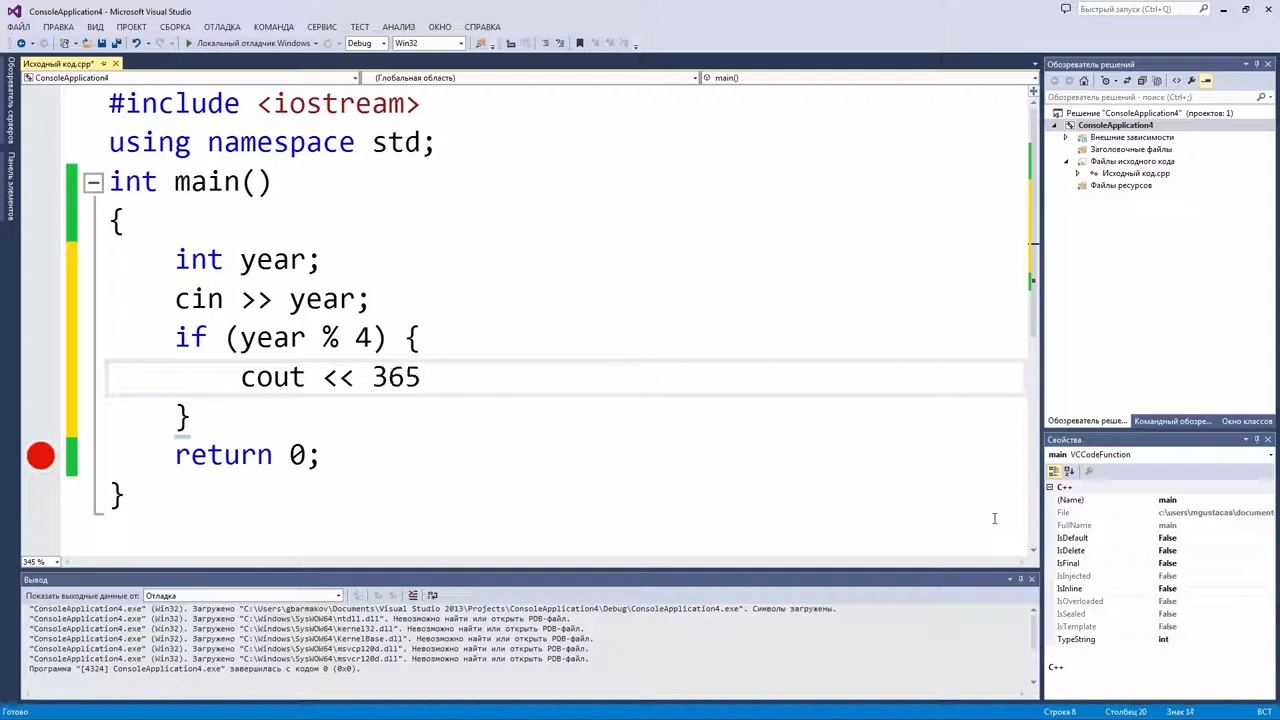 ConsoleApplication4 - Microsoft Visual Studio
Быстрый запуск (Ctrl+Q)
ФАЙЛ ПРАВКА ВИД ПРОЕКТ СБОРКА ОТЛАДКА КОМАНДА СЕРВИС ТЕСТ АНАЛИЗ ОКНО СПРАВКА
Локальный отладчик Windows Debug Win32
Обозреватель серверов
Панель элементов
Исходный код.cpp*
ConsoleApplication4 (Глобальная область) main()
#include <iostream>
using namespace std;
int main()
{
int year;
cin >> year;
if (year % 4) {
cout << 365
}
return 0;
}
345 %
Обозреватель решений
Обозреватель решений - поиск (Ctrl+;)
Решение "ConsoleApplication4" (проектов: 1)
ConsoleApplication4
Внешние зависимости
Заголовочные файлы
Файлы исходного кода
Исходный код.cpp
Файлы ресурсов
Обозреватель реше... Командный обозре... Окно классов
Свойства
main VCCodeFunction
C++
(Name) main
File c:\users\mgustacas\document
FullName main
IsDefault False
IsDelete False
IsFinal False
IsInjected False
IsInline False
IsOverloaded False
IsSealed False
IsTemplate False
TypeString int
C++
Вывод
Показать выходные данные от: Отладка
"ConsoleApplication4.exe" (Win32). Загружено "C:\Users\gbarmakov\Documents\Visual Studio 2013\Projects\ConsoleApplication4\Debug\ConsoleApplication4.exe". Символы загружены.
"ConsoleApplication4.exe" (Win32). Загружено "C:\Windows\SysWOW64\ntdll.dll". Невозможно найти или открыть PDB-файл.
"ConsoleApplication4.exe" (Win32). Загружено "C:\Windows\SysWOW64\kernel32.dll". Невозможно найти или открыть PDB-файл.
"ConsoleApplication4.exe" (Win32). Загружено "C:\Windows\SysWOW64\KernelBase.dll". Невозможно найти или открыть PDB-файл.
"ConsoleApplication4.exe" (Win32). Загружено "C:\Windows\SysWOW64\msvcp120d.dll". Невозможно найти или открыть PDB-файл.
"ConsoleApplication4.exe" (Win32). Загружено "C:\Windows\SysWOW64\msvcr120d.dll". Невозможно найти или открыть PDB-файл.
Программа "[4324] ConsoleApplication4.exe" завершилась с кодом 0 (0x0).
Готово Строка 8 Столбец 20 Знак 14 ВСТ